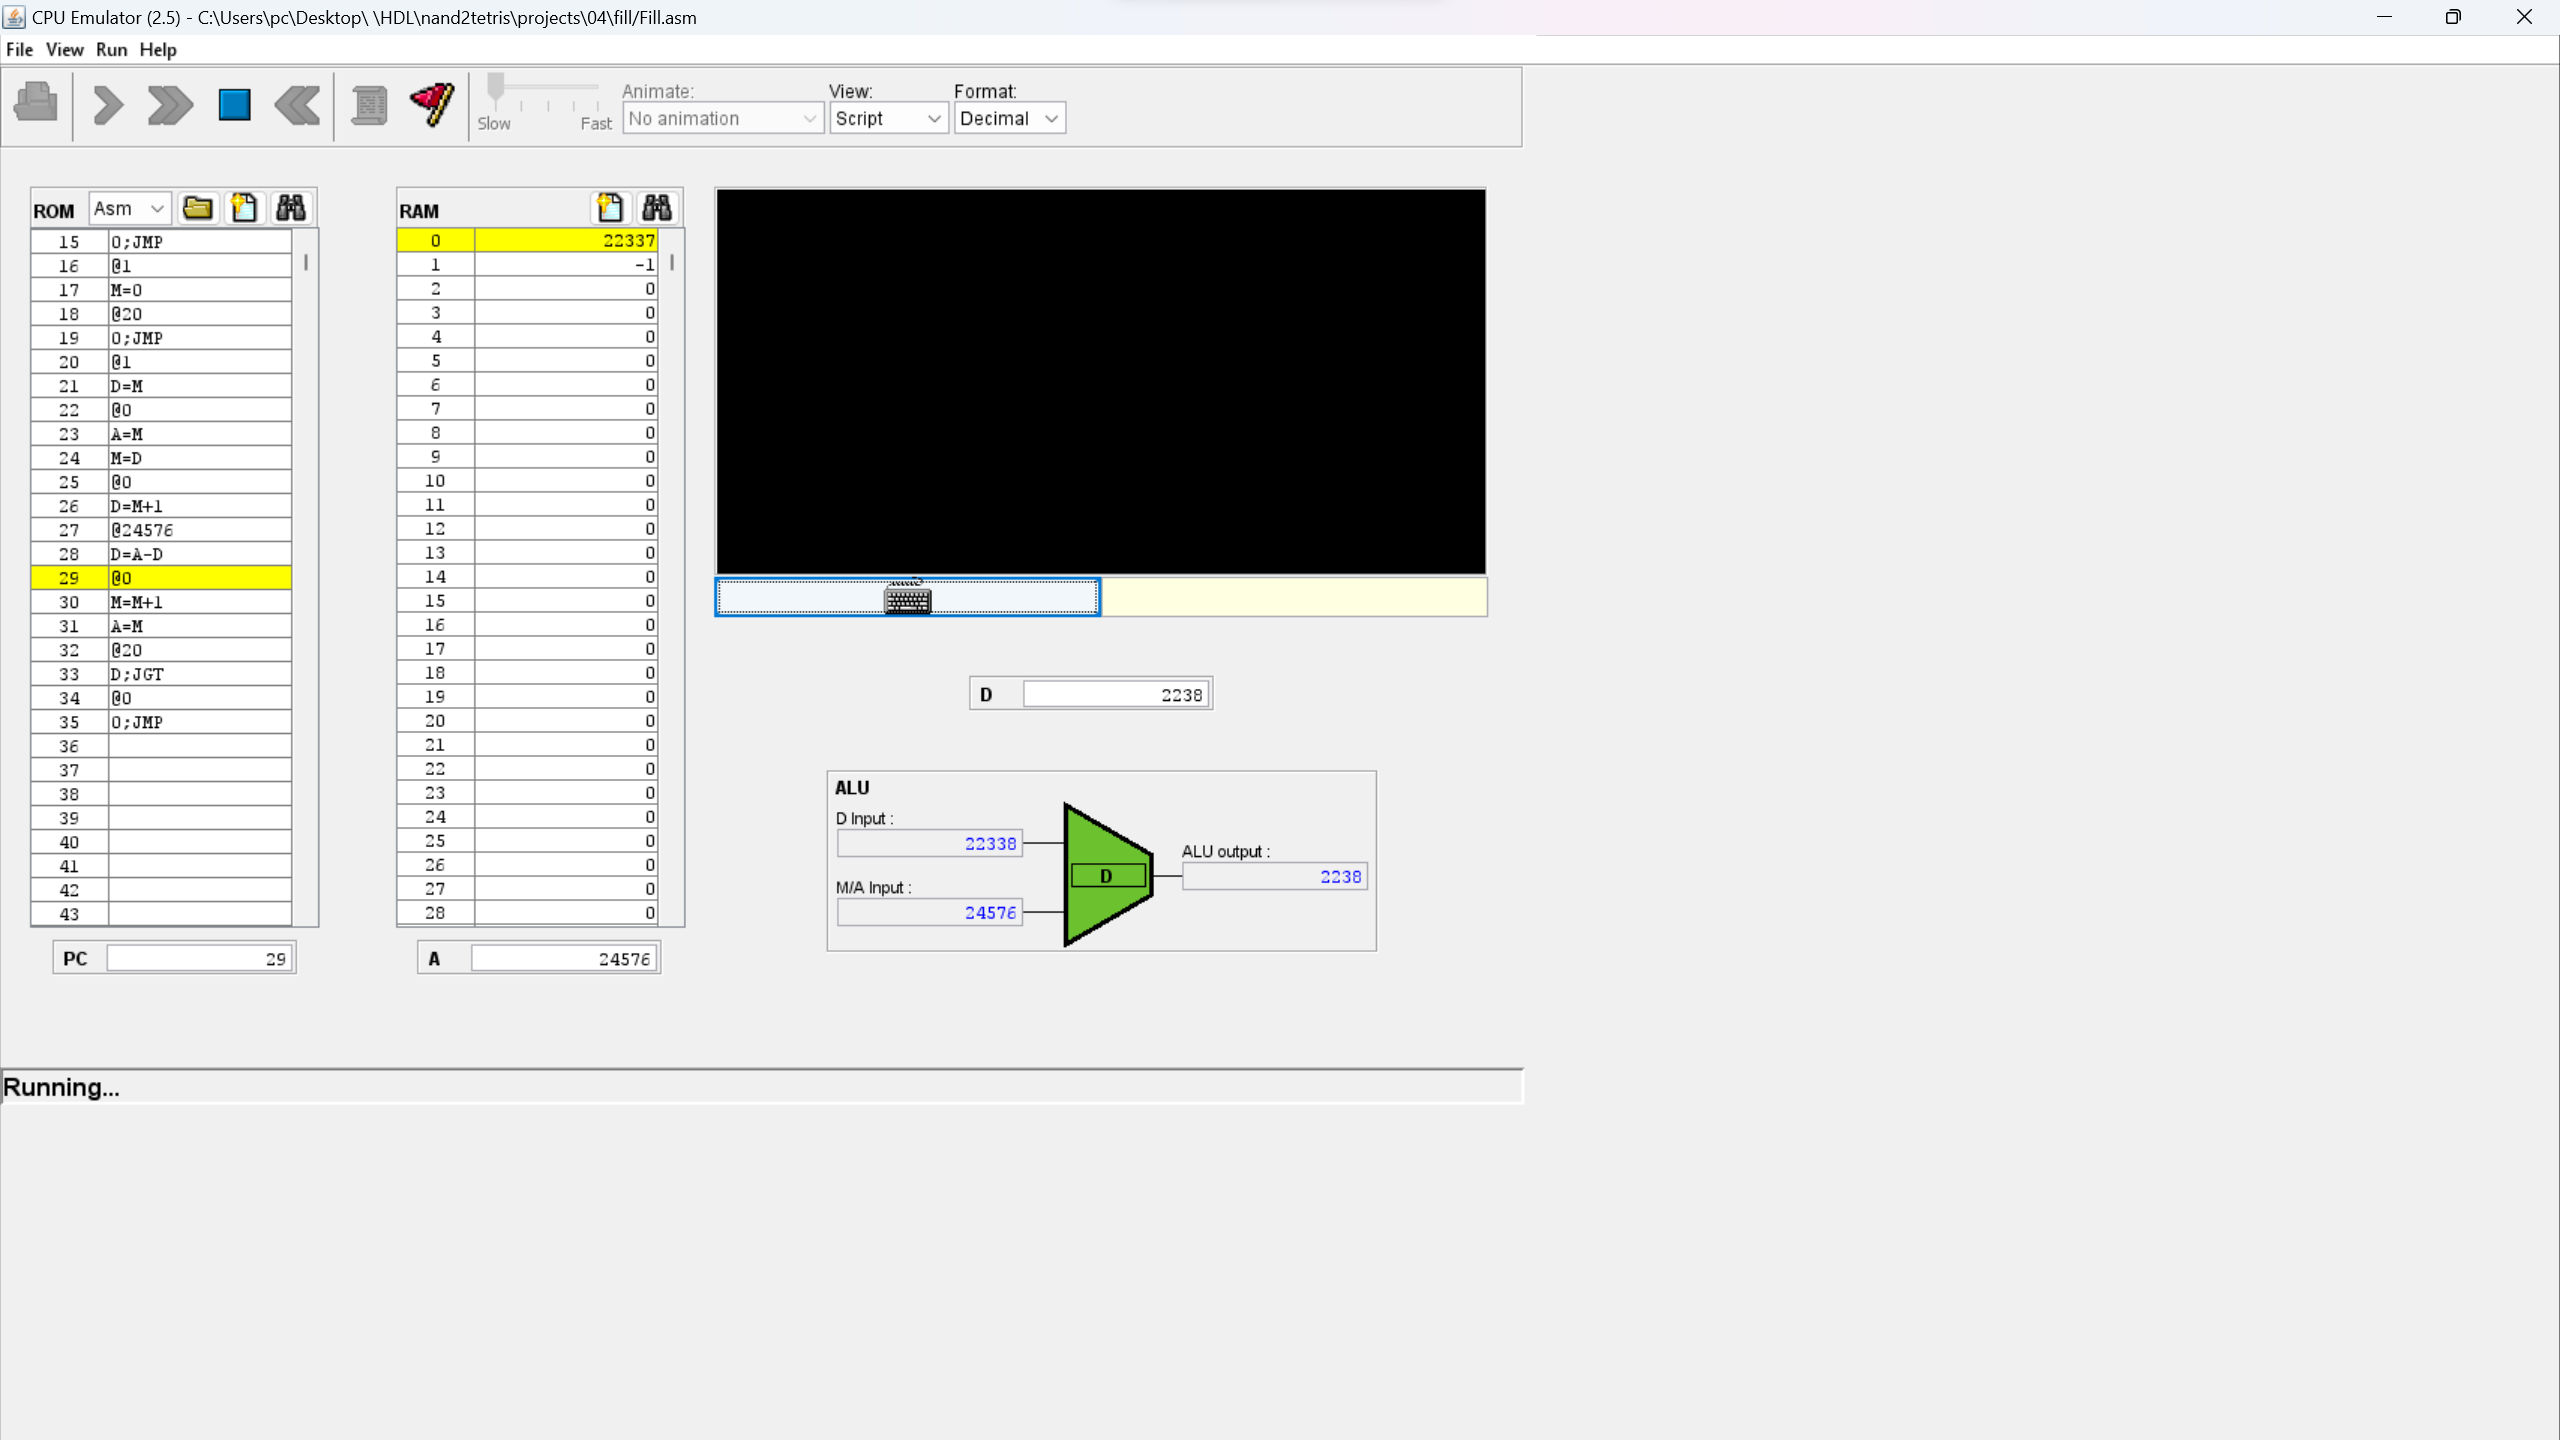 CPU Emulator (2.5) - C:\Users\pc\Desktop\ \HDL\nand2tetris\projects\04\fill/Fill.asm
File View Run Help
Slow Fast
Animate:
No animation
View:
Script
Format:
Decimal
ROM Asm
15 0;JMP
16 @1
17 M=0
18 @20
19 0;JMP
20 @1
21 D=M
22 @0
23 A=M
24 M=D
25 @0
26 D=M+1
27 @24576
28 D=A-D
29 @0
30 M=M+1
31 A=M
32 @20
33 D;JGT
34 @0
35 0;JMP
36
37
38
39
40
41
42
43
PC 29
RAM
0 22337
1 -1
2 0
3 0
4 0
5 0
6 0
7 0
8 0
9 0
10 0
11 0
12 0
13 0
14 0
15 0
16 0
17 0
18 0
19 0
20 0
21 0
22 0
23 0
24 0
25 0
26 0
27 0
28 0
A 24576
D 2238
ALU
D Input :
22338
M/A Input :
24576
D
ALU output :
2238
Running...